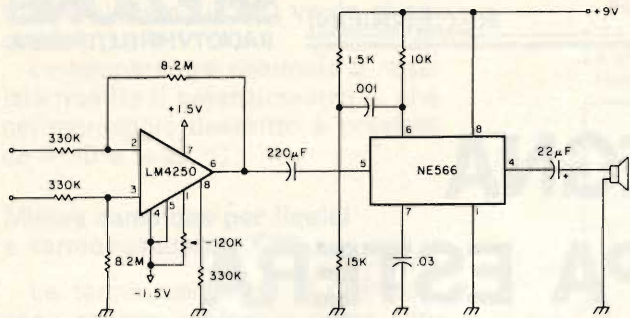 +9V
8.2M
1.5K
10K
.001
+1.5V
330K
2
7
6
8
220µF
6
5
NE566
4
22µF
+
LM4250
330K
3
8
4
5
1
7
1
120K
8.2M
-1.5V
330K
15K
.03